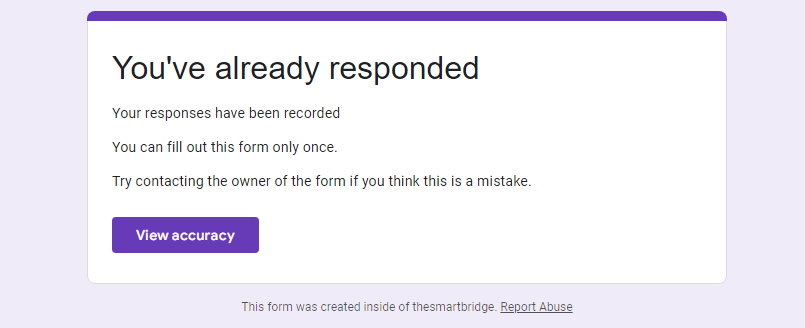 You've already responded
Your responses have been recorded
You can fill out this form only once.
Try contacting the owner of the form if you think this is a mistake.
View accuracy
This form was created inside of thesmartbridge. Report Abuse